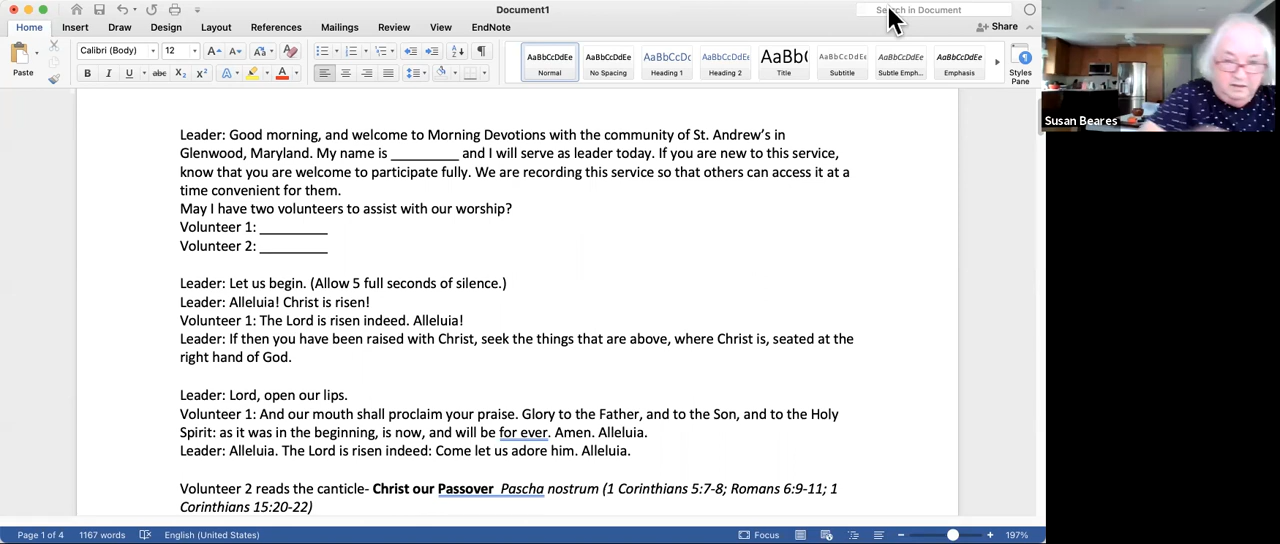 Document1
Search in Document
Home Insert Draw Design Layout References Mailings Review View EndNote
Share
Paste
Calibri (Body) 12
AaBbCcDdEe AaBbCcDdEe AaBbCcDc AaBbCcDdEe AaBb( AaBbCcDdEe AaBbCcDdEe AaBbCcDdEe
Normal No Spacing Heading 1 Heading 2 Title Subtitle Subtle Emph... Emphasis
Styles
Pane
Susan Beares
Leader: Good morning, and welcome to Morning Devotions with the community of St. Andrew's in
Glenwood, Maryland. My name is _________ and I will serve as leader today. If you are new to this service,
know that you are welcome to participate fully. We are recording this service so that others can access it at a
time convenient for them.
May I have two volunteers to assist with our worship?
Volunteer 1: _________
Volunteer 2: _________
Leader: Let us begin. (Allow 5 full seconds of silence.)
Leader: Alleluia! Christ is risen!
Volunteer 1: The Lord is risen indeed. Alleluia!
Leader: If then you have been raised with Christ, seek the things that are above, where Christ is, seated at the
right hand of God.
Leader: Lord, open our lips.
Volunteer 1: And our mouth shall proclaim your praise. Glory to the Father, and to the Son, and to the Holy
Spirit: as it was in the beginning, is now, and will be for ever. Amen. Alleluia.
Leader: Alleluia. The Lord is risen indeed: Come let us adore him. Alleluia.
Volunteer 2 reads the canticle- Christ our Passover Pascha nostrum (1 Corinthians 5:7-8; Romans 6:9-11; 1
Corinthians 15:20-22)
Page 1 of 4 1167 words English (United States) Focus 197%